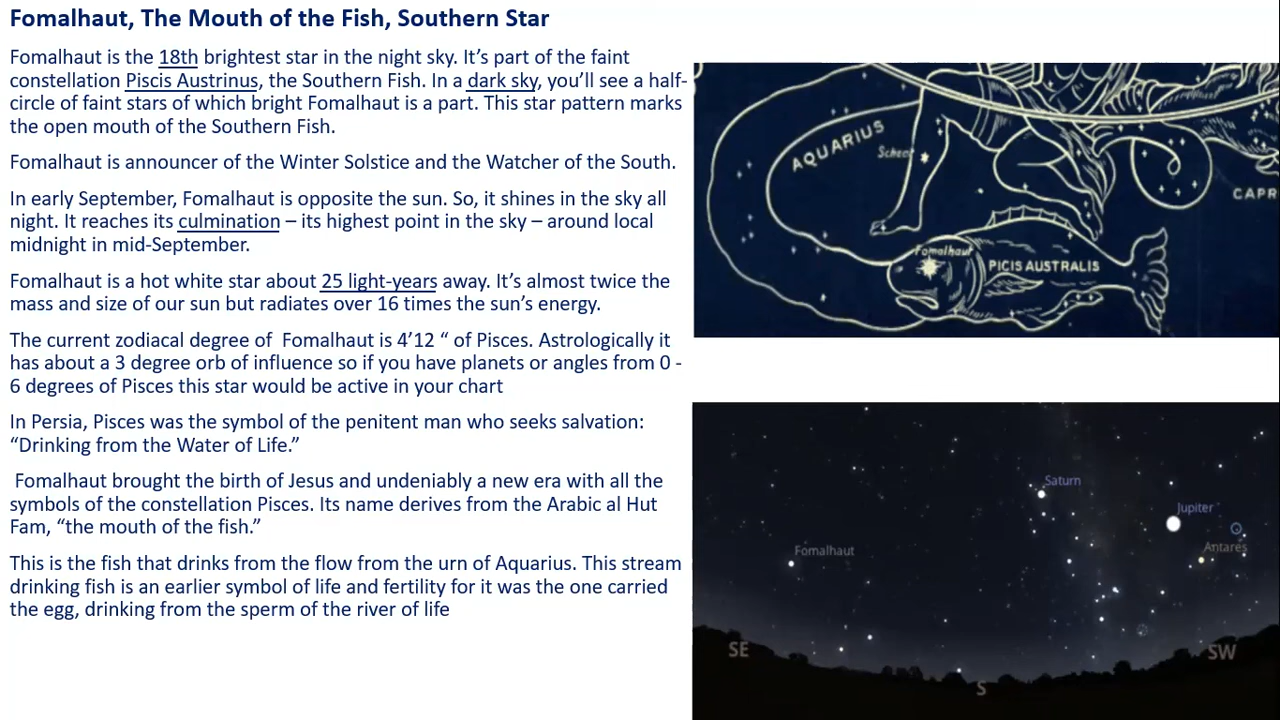 Fomalhaut, The Mouth of the Fish, Southern Star
Fomalhaut is the 18th brightest star in the night sky. It’s part of the faint
constellation Piscis Austrinus, the Southern Fish. In a dark sky, you’ll see a half-
circle of faint stars of which bright Fomalhaut is a part. This star pattern marks
the open mouth of the Southern Fish.
Fomalhaut is announcer of the Winter Solstice and the Watcher of the South.
In early September, Fomalhaut is opposite the sun. So, it shines in the sky all
night. It reaches its culmination – its highest point in the sky – around local
midnight in mid-September.
Fomalhaut is a hot white star about 25 light-years away. It’s almost twice the
mass and size of our sun but radiates over 16 times the sun’s energy.
The current zodiacal degree of  Fomalhaut is 4’12 “ of Pisces. Astrologically it
has about a 3 degree orb of influence so if you have planets or angles from 0 -
6 degrees of Pisces this star would be active in your chart
In Persia, Pisces was the symbol of the penitent man who seeks salvation:
“Drinking from the Water of Life.”
Fomalhaut brought the birth of Jesus and undeniably a new era with all the
symbols of the constellation Pisces. Its name derives from the Arabic al Hut
Fam, “the mouth of the fish.”
This is the fish that drinks from the flow from the urn of Aquarius. This stream
drinking fish is an earlier symbol of life and fertility for it was the one carried
the egg, drinking from the sperm of the river of life
AQUARIUS
Scheat
CAPR
Fomalhaut
PICIS AUSTRALIS
Saturn
Jupiter
Antares
Fomalhaut
SE
S
SW